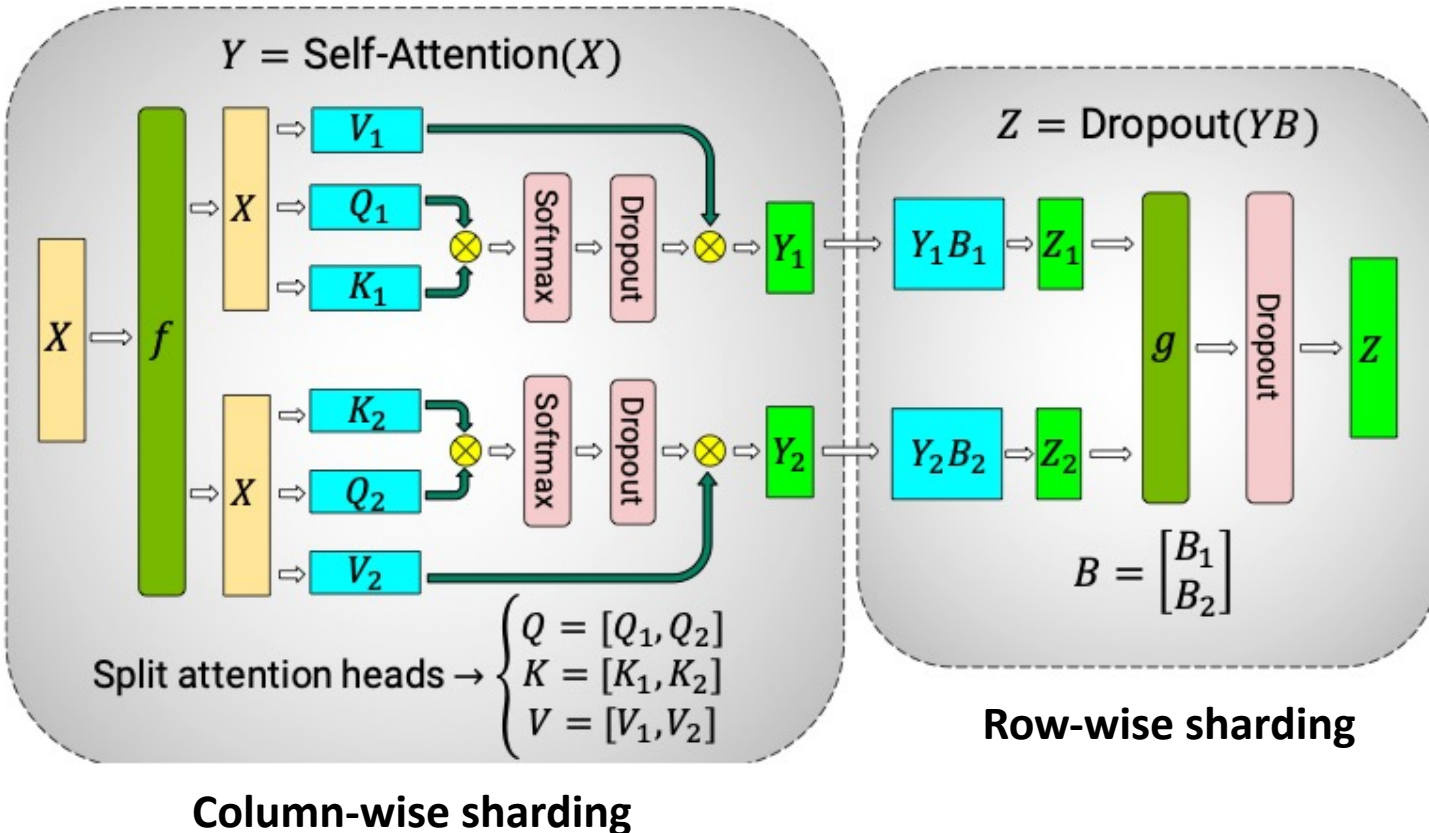 Y = Self-Attention(X)
X
f
X
V₁
Q₁
K₁
Softmax
Dropout
Y₁
X
K₂
Q₂
V₂
Softmax
Dropout
Y₂
Split attention heads → { Q = [Q₁, Q₂]
K = [K₁, K₂]
V = [V₁, V₂]
Column-wise sharding
Z = Dropout(YB)
Y₁B₁
Z₁
Y₂B₂
Z₂
g
Dropout
Z
B = [B₁
B₂]
Row-wise sharding